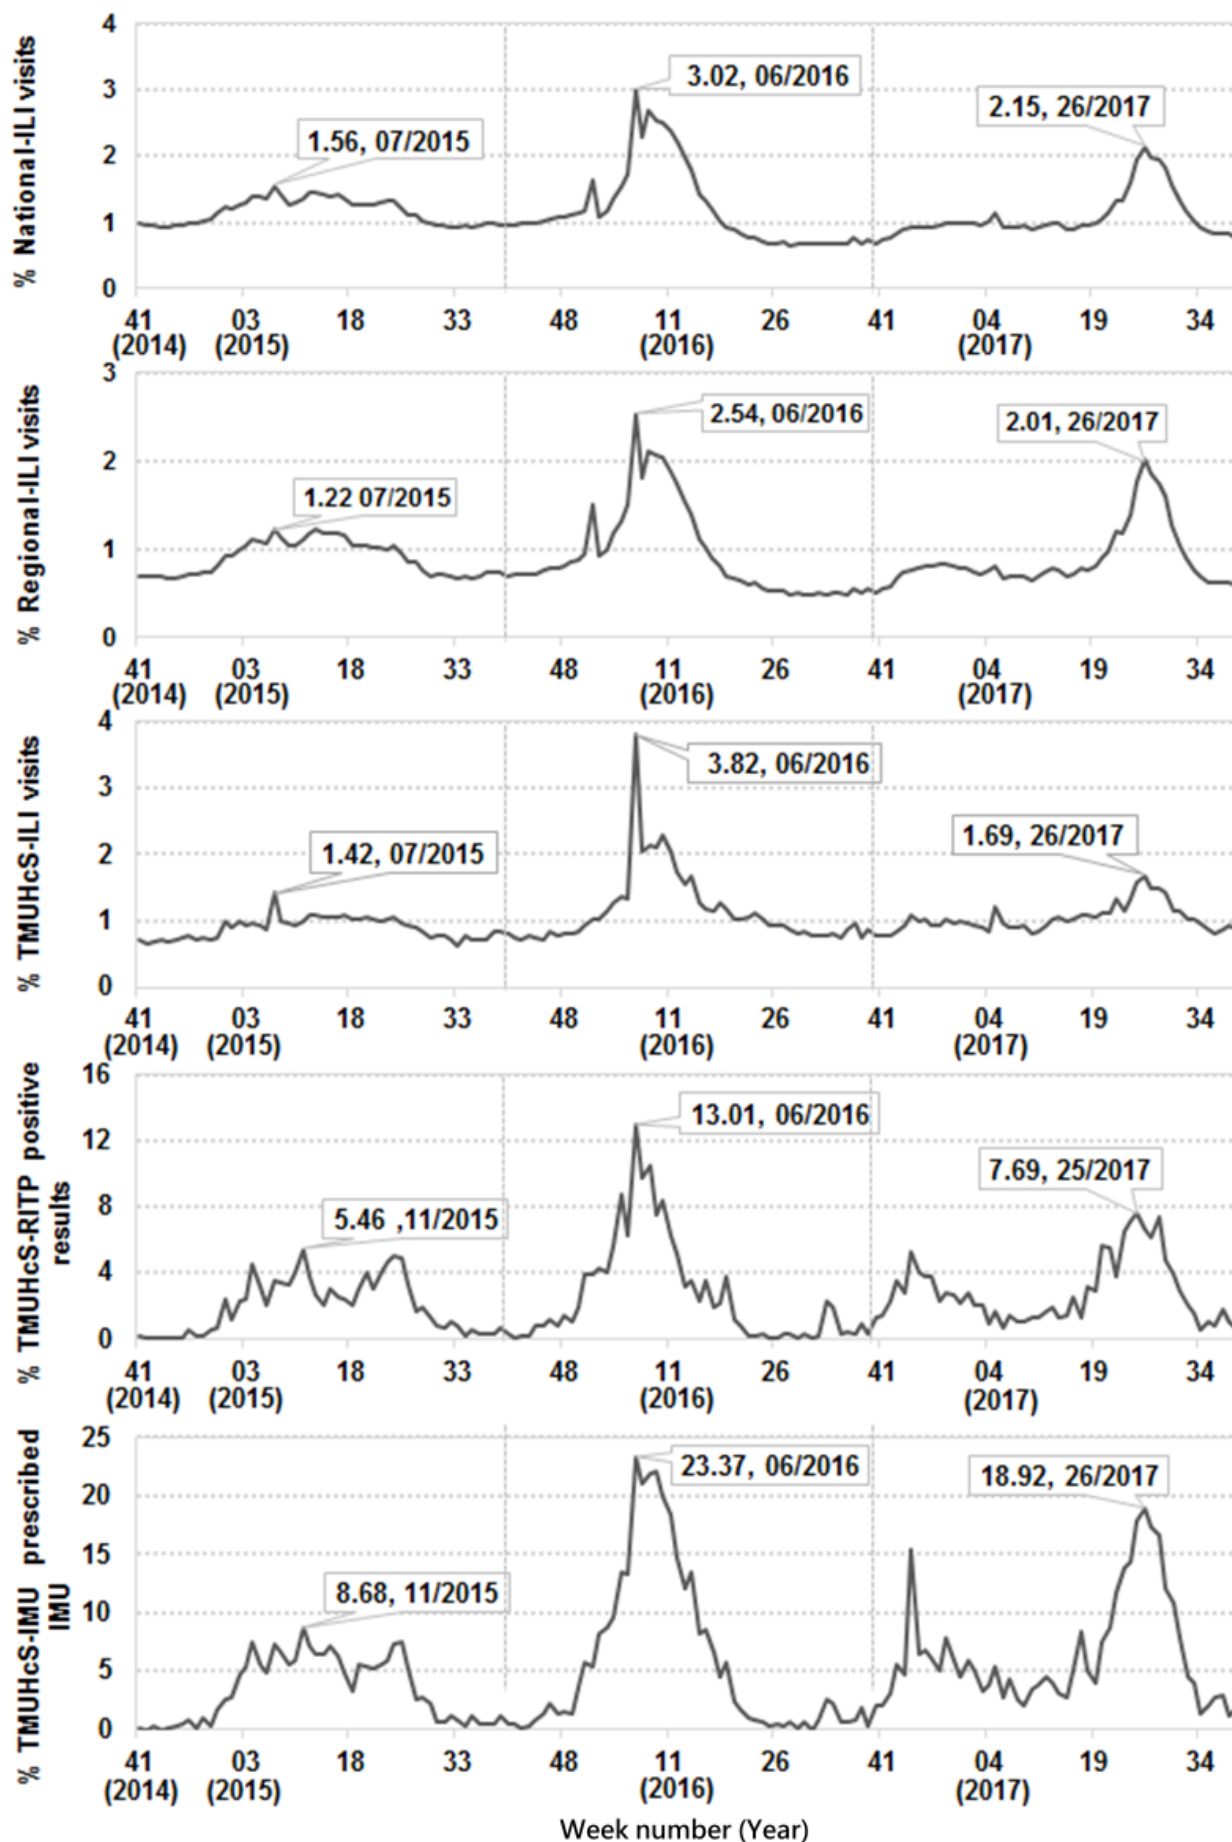 % National-ILI visits
4
3
2
1
0
1.56, 07/2015
3.02, 06/2016
2.15, 26/2017
41 03 18 33 48 11 26 41 04 19 34
(2014) (2015) (2016) (2017)
% Regional-ILI visits
3
2
1
0
1.22 07/2015
2.54, 06/2016
2.01, 26/2017
41 03 18 33 48 11 26 41 04 19 34
(2014) (2015) (2016) (2017)
% TMUHcS-ILI visits
4
3
2
1
0
1.42, 07/2015
3.82, 06/2016
1.69, 26/2017
41 03 18 33 48 11 26 41 04 19 34
(2014) (2015) (2016) (2017)
% TMUHcS-RITP positive
results
16
12
8
4
0
5.46 ,11/2015
13.01, 06/2016
7.69, 25/2017
41 03 18 33 48 11 26 41 04 19 34
(2014) (2015) (2016) (2017)
% TMUHcS-IMU prescribed
IMU
25
20
15
10
5
0
8.68, 11/2015
23.37, 06/2016
18.92, 26/2017
41 03 18 33 48 11 26 41 04 19 34
(2014) (2015) (2016) (2017)
Week number (Year)